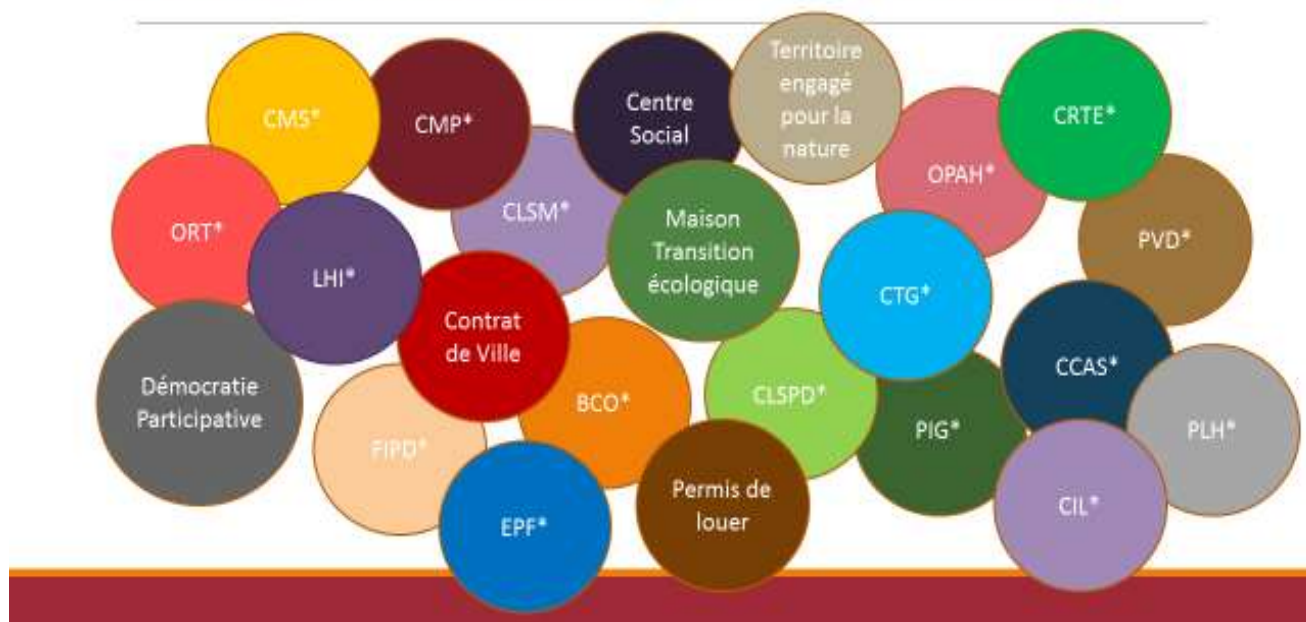 CMS*
CMP*
Centre
Social
Territoire
engagé
pour la
nature
CRTE*
OPAH*
ORT*
CLSM*
PVD*
LHI*
Maison
Transition
écologique
CTG*
Contrat
de Ville
Démocratie
Participative
BCO*
CLSPD*
CCAS*
FIPD*
PIG*
PLH*
EPF*
Permis de
louer
CIL*